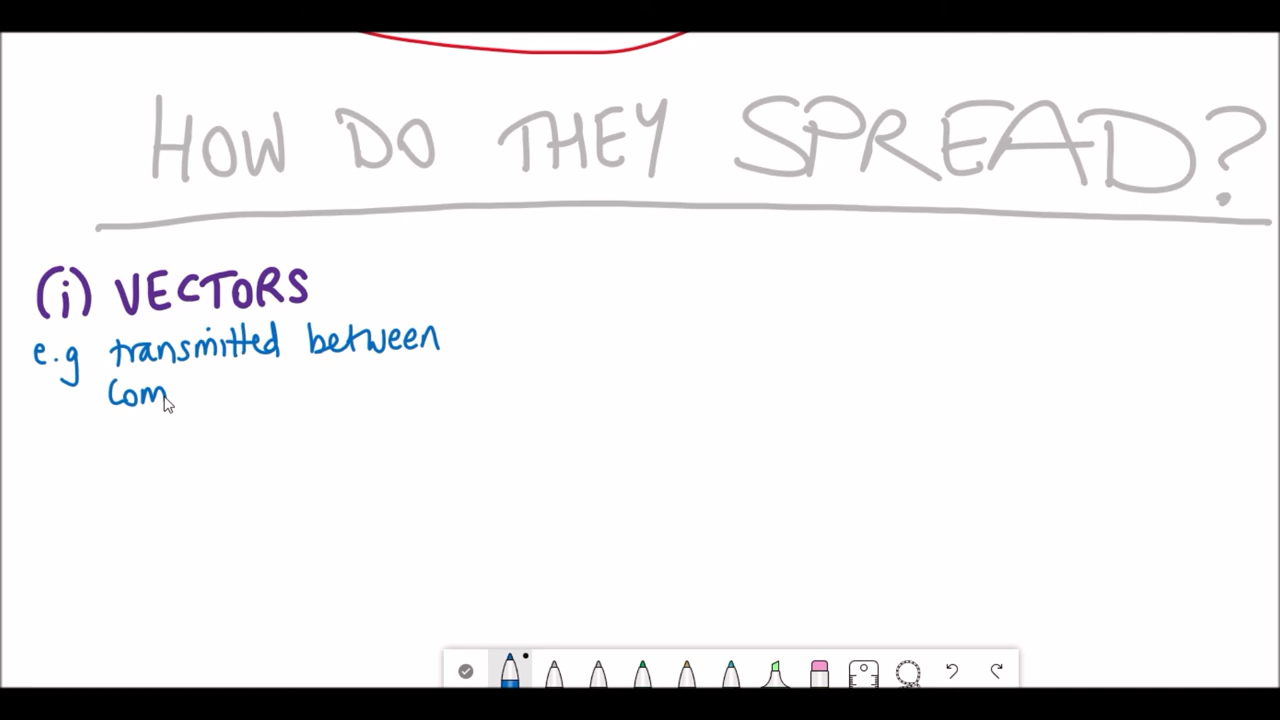 HOW DO THEY SPREAD?
(i) VECTORS
e.g transmitted between
Com